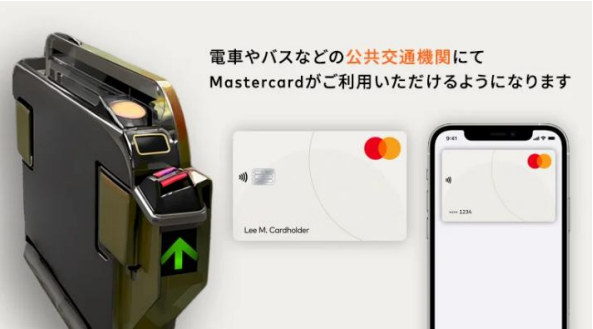 電車やバスなどの公共交通機関にて
Mastercardがご利用いただけるようになります
Lee M. Cardholder
9:41
•••• 1234